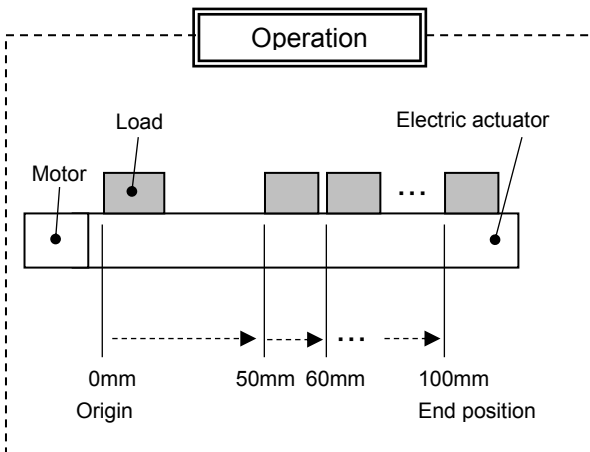 Operation
Load
Electric actuator
Motor
...
...
0mm
50mm 60mm
100mm
Origin
End position